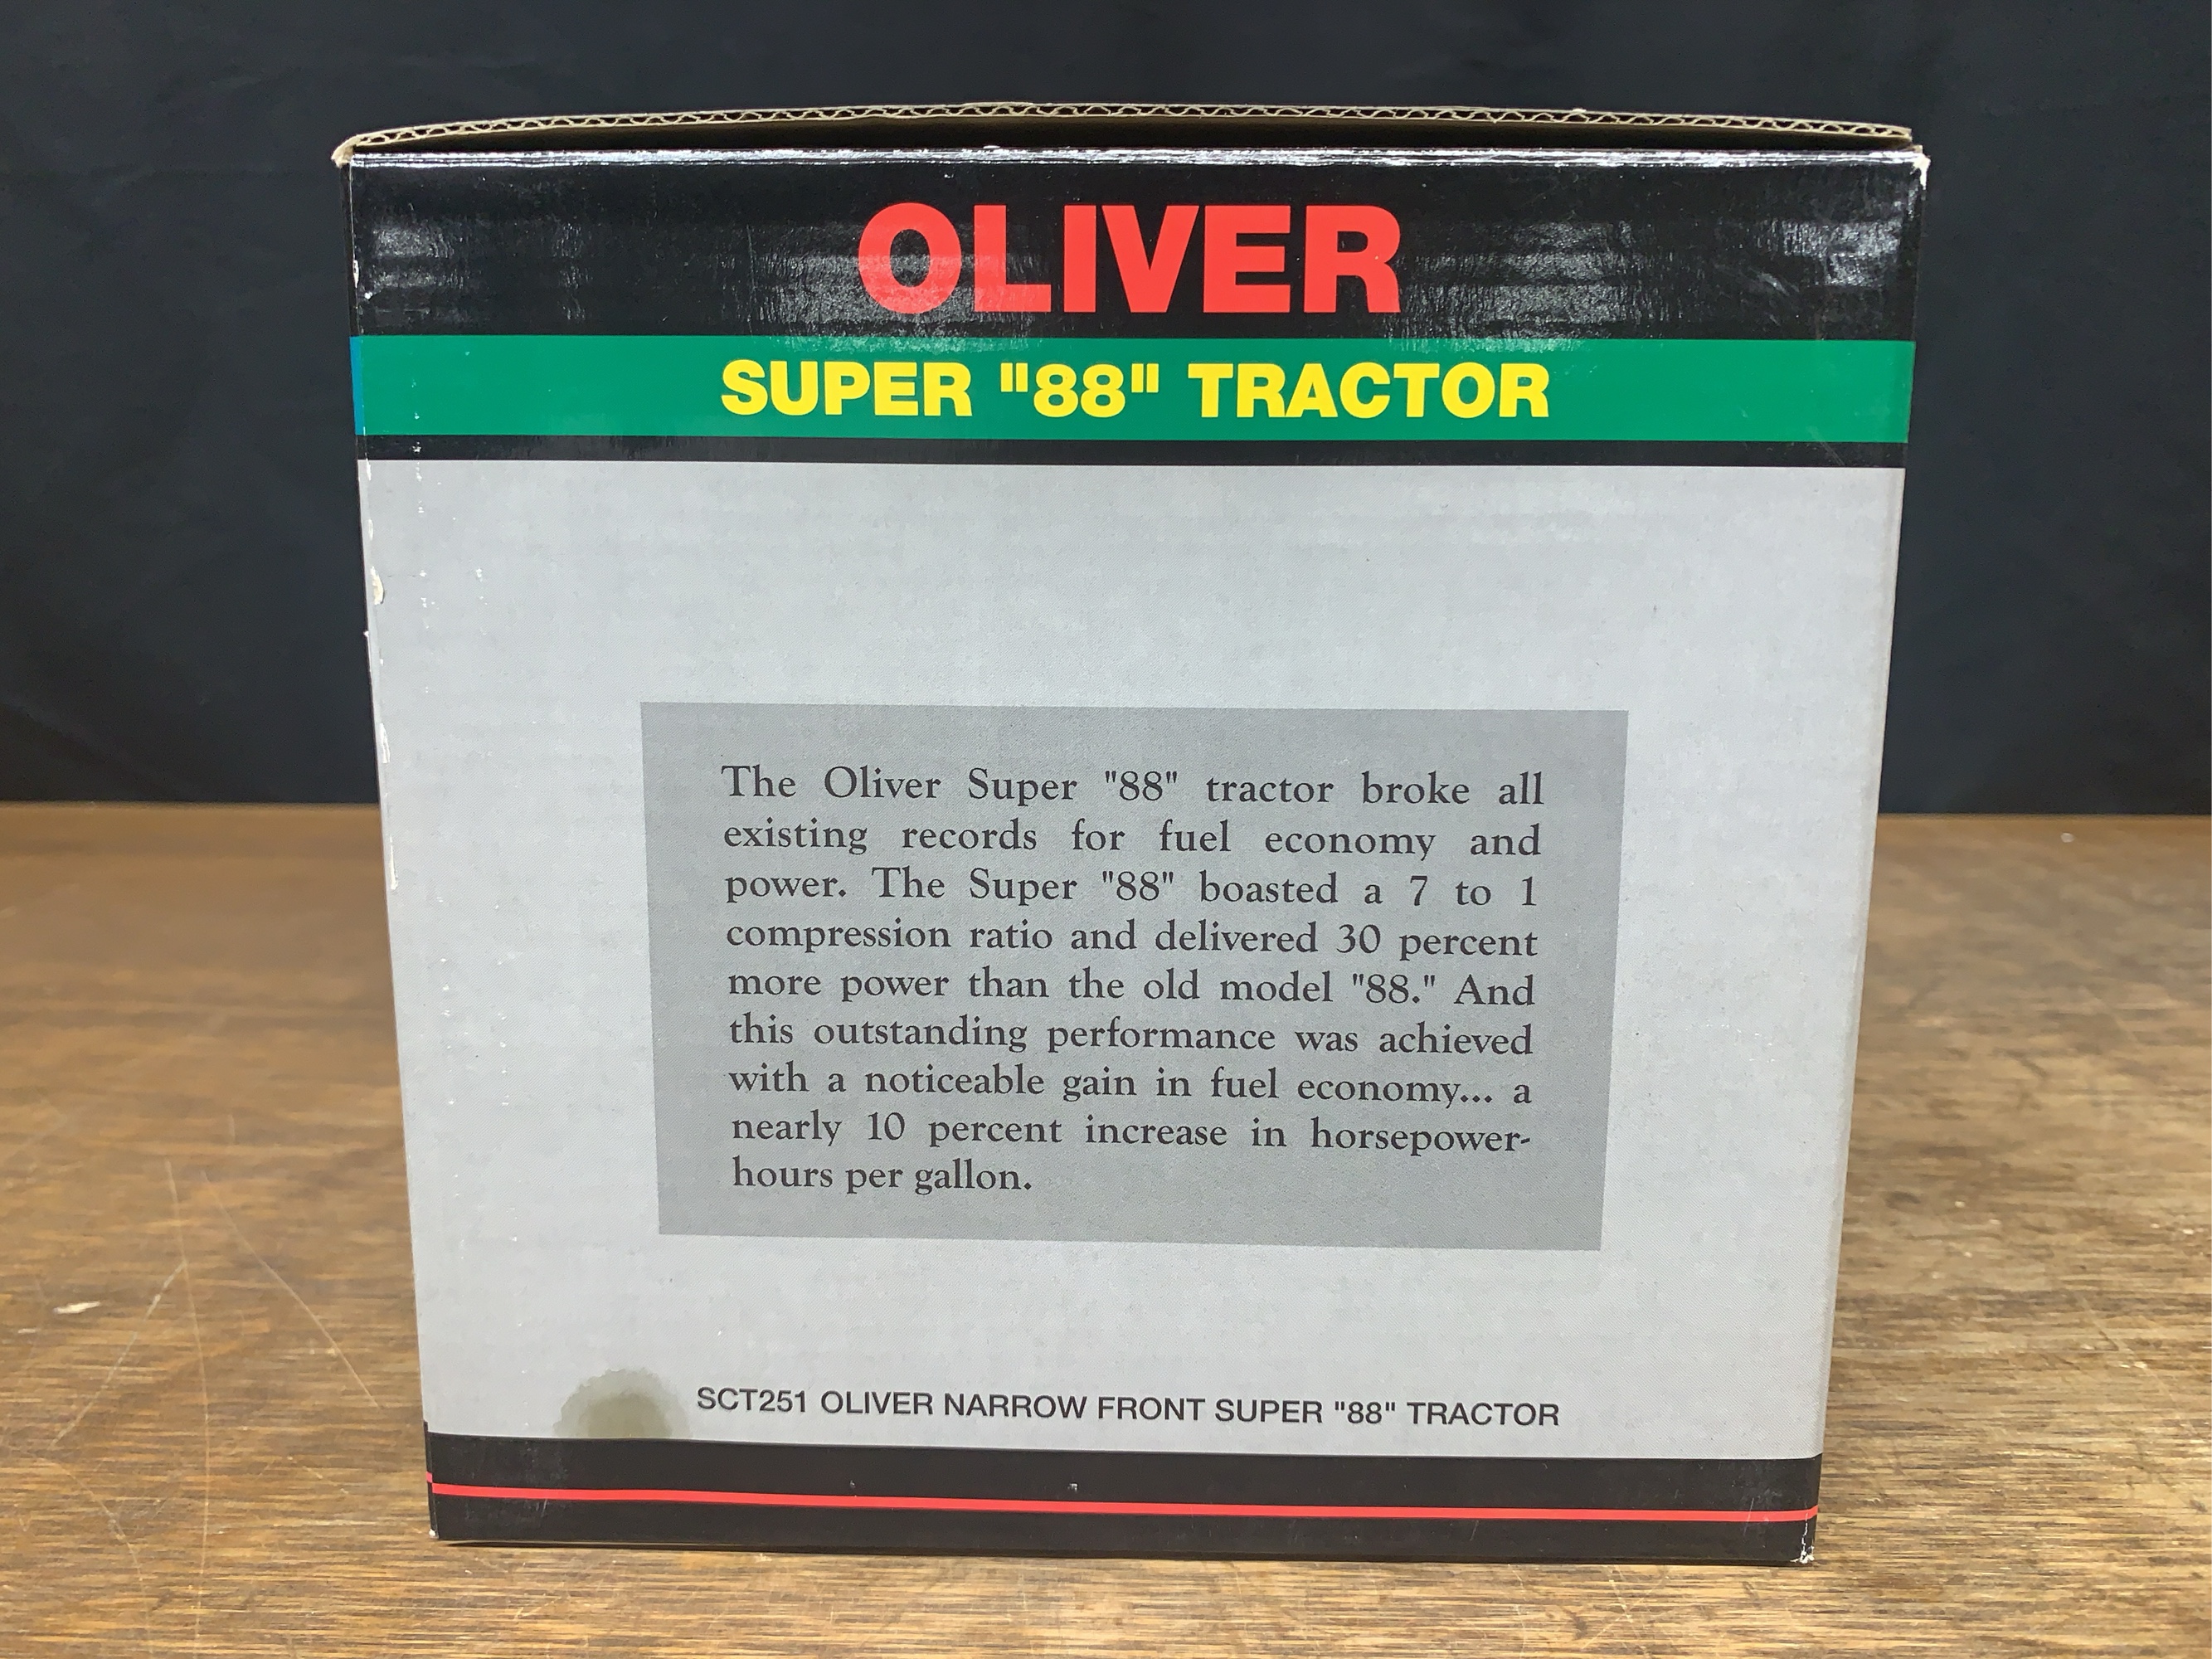 OLIVER
SUPER "88" TRACTOR
The Oliver Super "88" tractor broke all
existing records for fuel economy and
power. The Super "88" boasted a 7 to 1
compression ratio and delivered 30 percent
more power than the old model "88." And
this outstanding performance was achieved
with a noticeable gain in fuel economy... a
nearly 10 percent increase in horsepower-
hours per gallon.
SCT251 OLIVER NARROW FRONT SUPER "88" TRACTOR